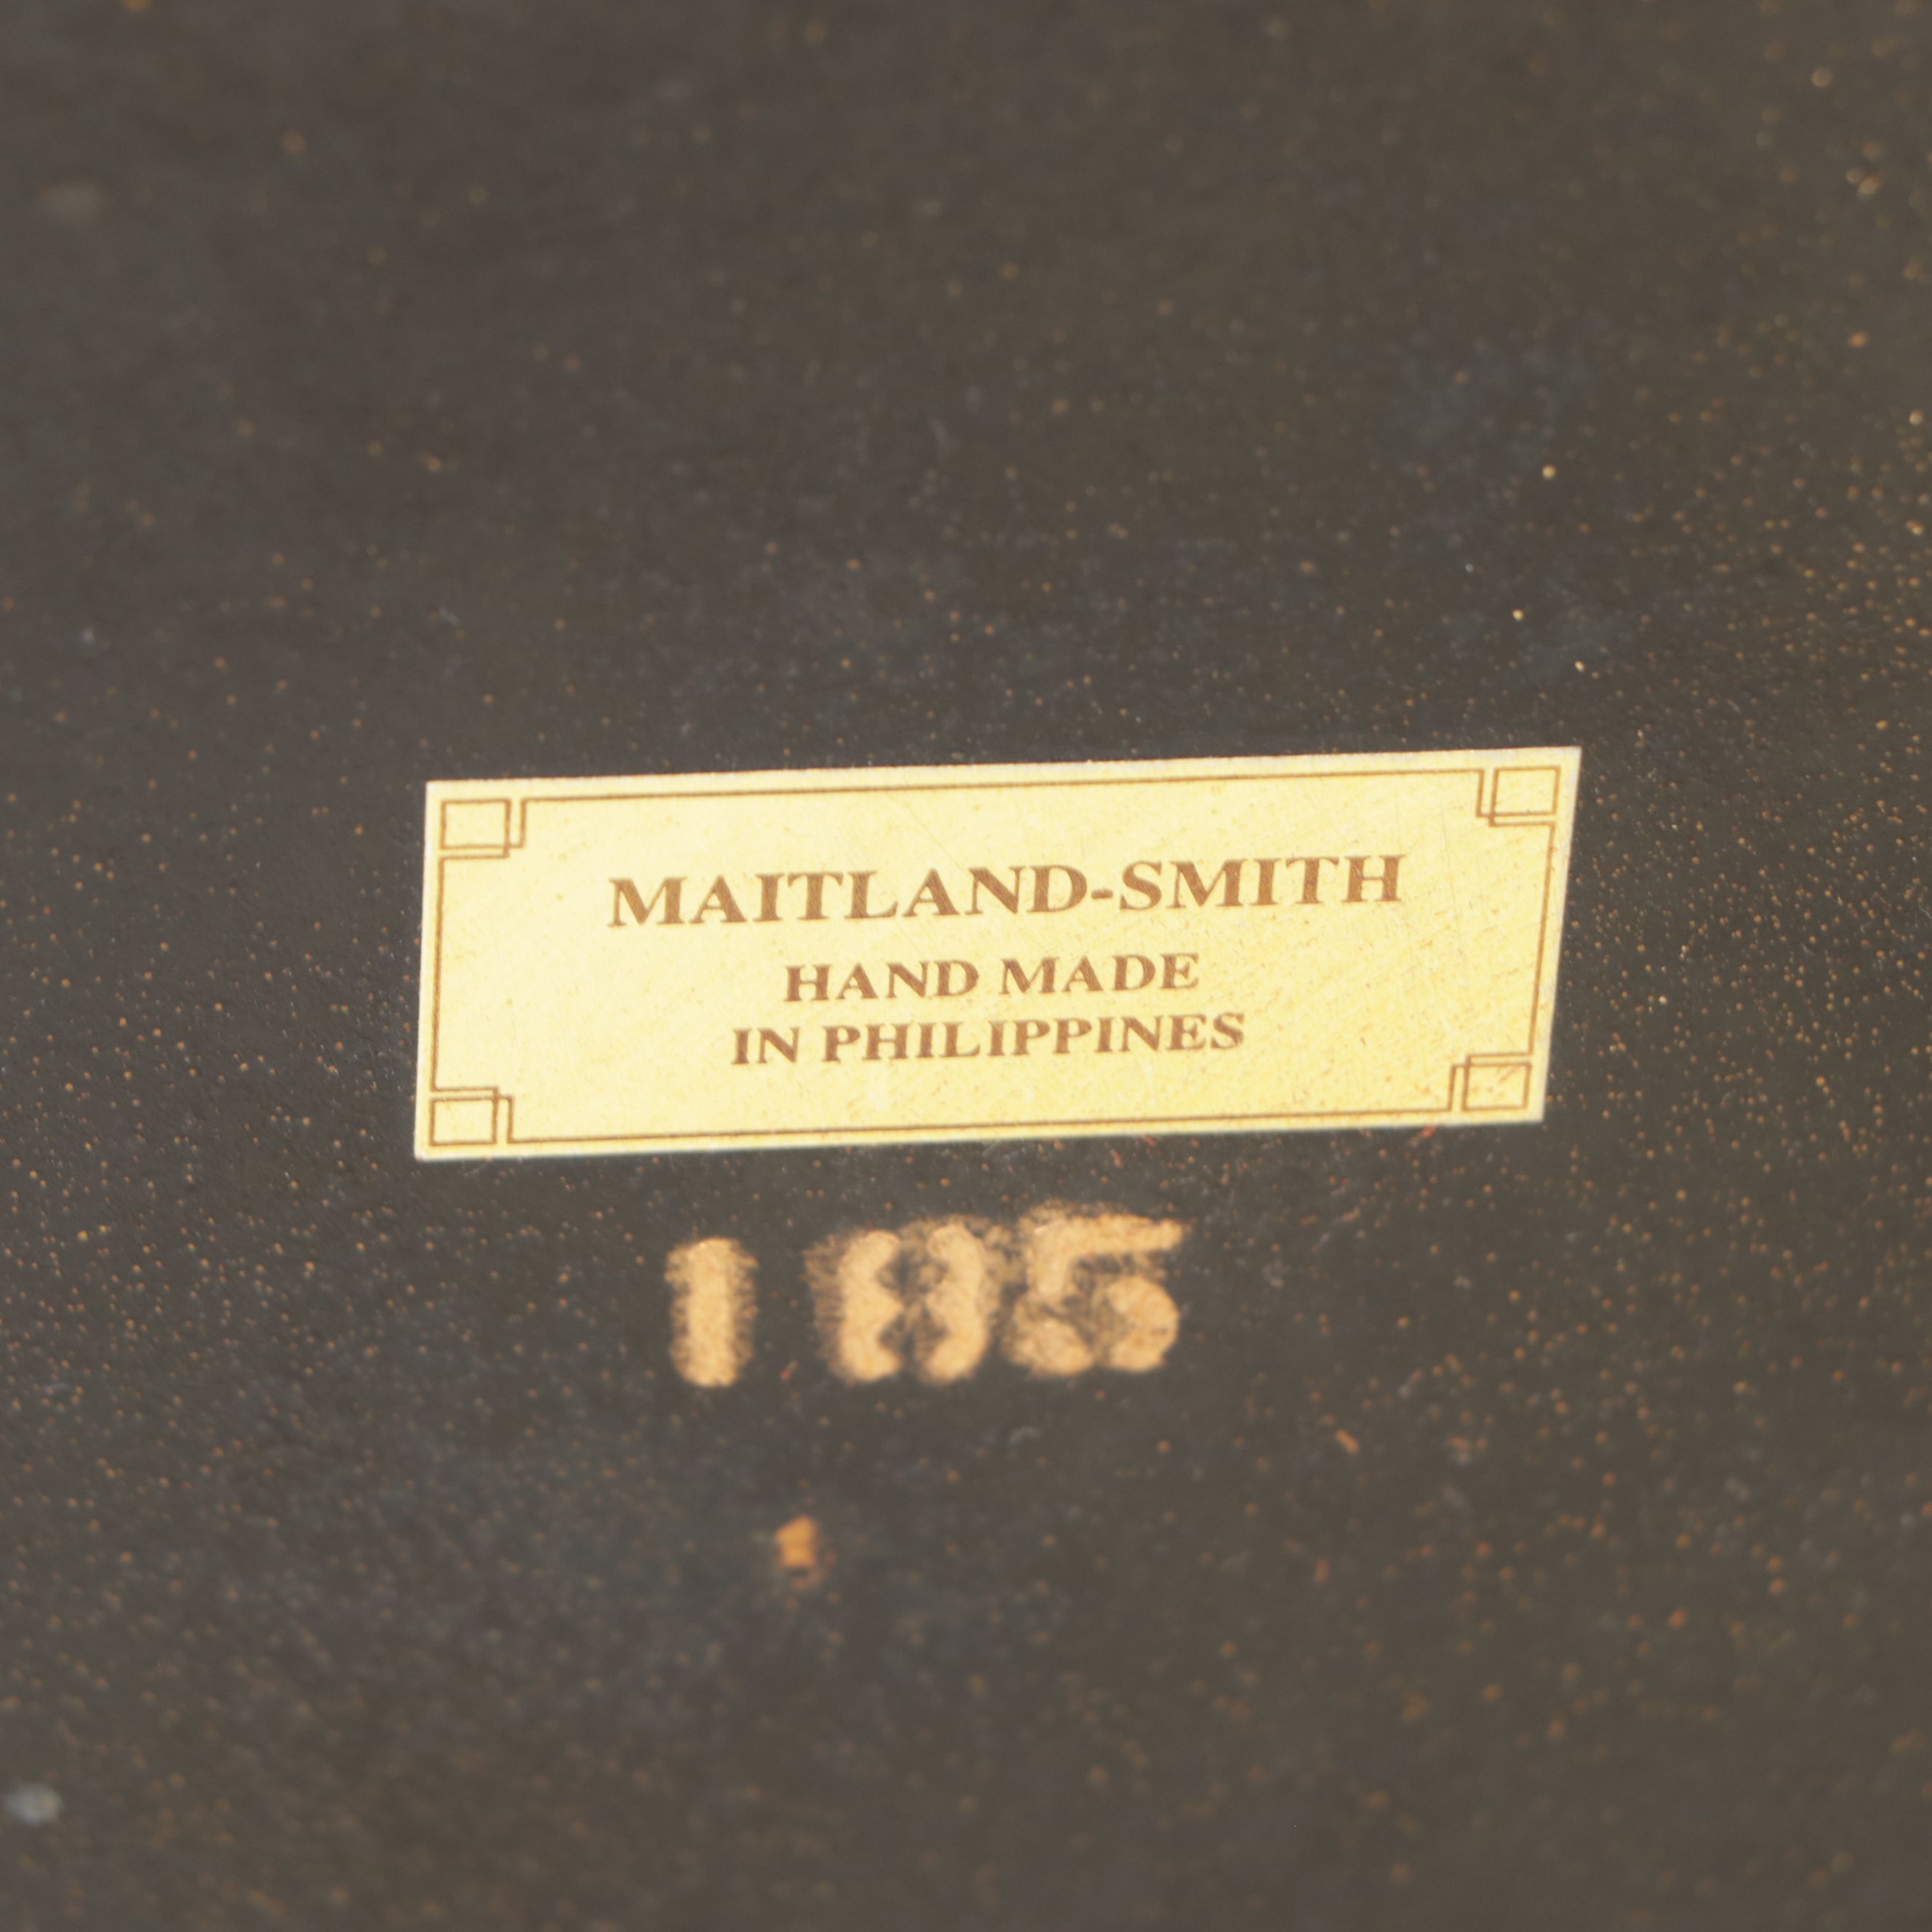 MAITLAND-SMITH
HAND MADE
IN PHILIPPINES
185